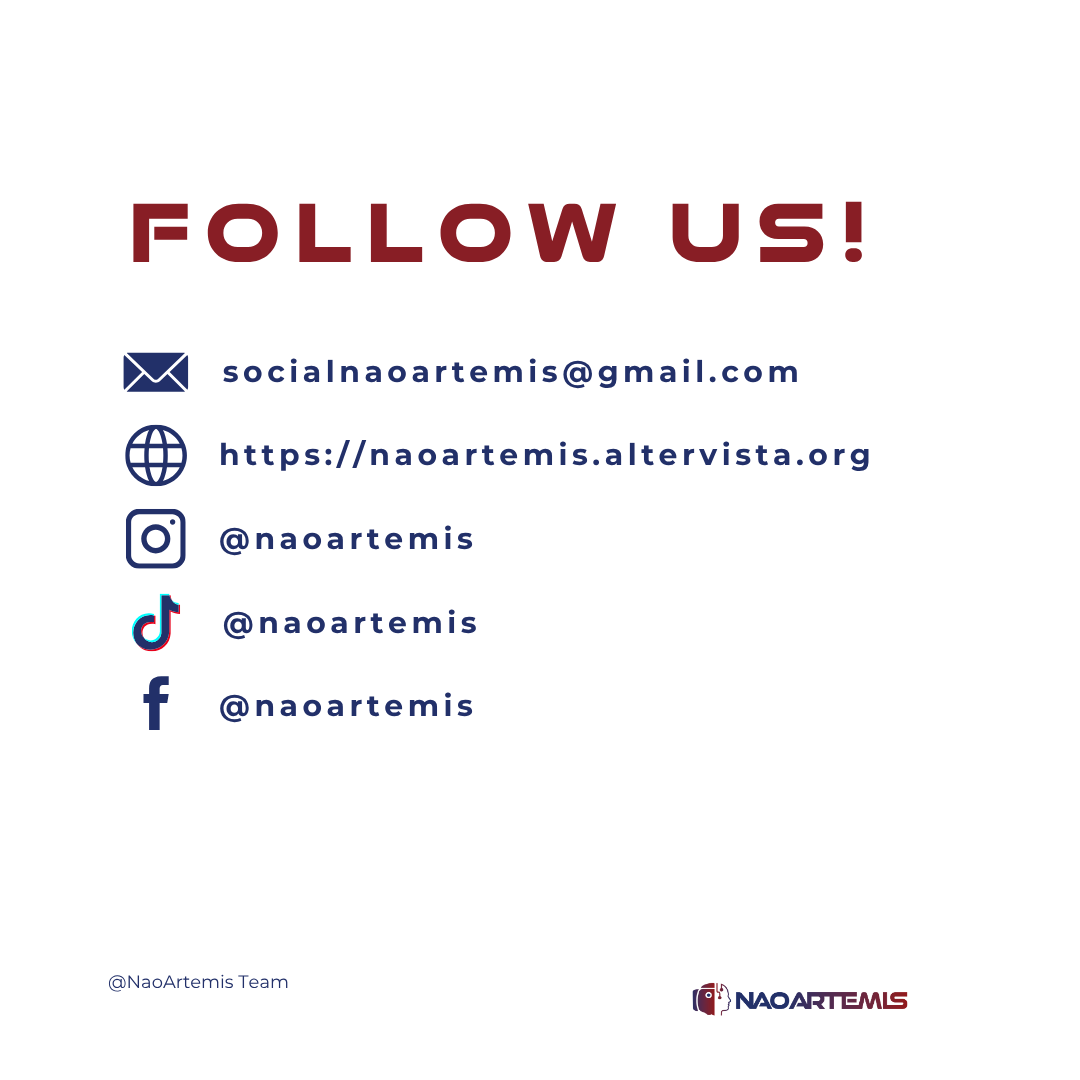 FOLLOW US!
socialnaoartemis@gmail.com
https://naoartemis.altervista.org
@naoartemis
@naoartemis
@naoartemis
@NaoArtemis Team
NAOARTEMIS